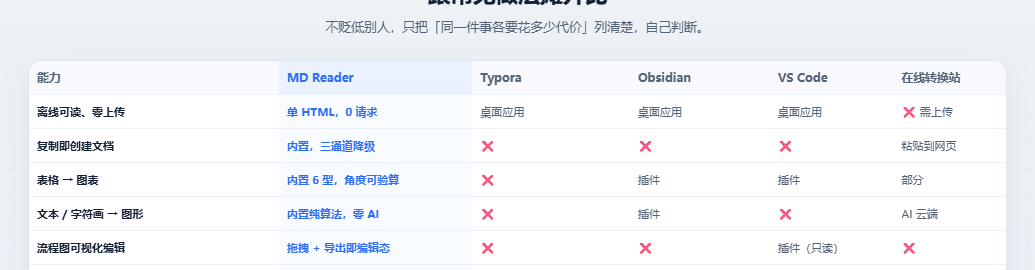 不贬低别人，只把「同一件事各要花多少代价」列清楚，自己判断。
能力 MD Reader Typora Obsidian VS Code 在线转换站
离线可读、零上传 单 HTML，0 请求 桌面应用 桌面应用 桌面应用 ❌ 需上传
复制即创建文档 内置，三通道降级 ❌ ❌ ❌ 粘贴到网页
表格 → 图表 内置 6 型，角度可验算 ❌ 插件 插件 部分
文本 / 字符画 → 图形 内置纯算法，零 AI ❌ 插件 ❌ AI 云端
流程图可视化编辑 拖拽 + 导出即编辑态 ❌ ❌ 插件（只读） ❌